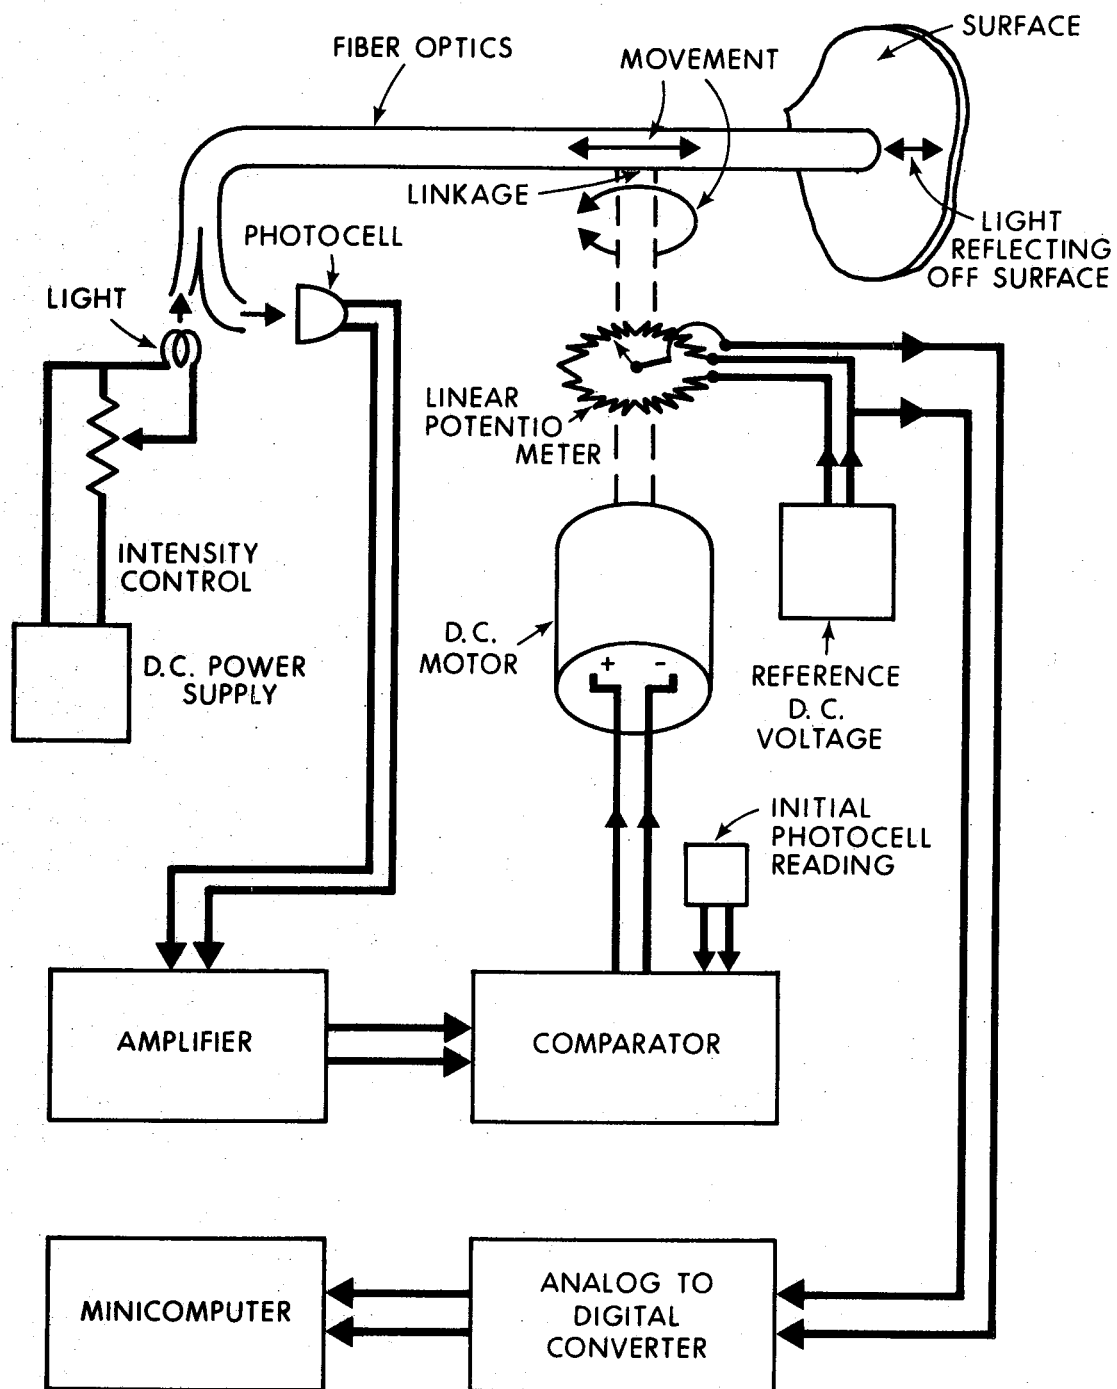 SURFACE
FIBER OPTICS
MOVEMENT
LINKAGE
LIGHT
REFLECTING
OFF SURFACE
PHOTOCELL
LIGHT
LINEAR
POTENTIO
METER
INTENSITY
CONTROL
D.C. POWER
SUPPLY
D.C.
MOTOR
+ -
REFERENCE
D. C.
VOLTAGE
INITIAL
PHOTOCELL
READING
AMPLIFIER
COMPARATOR
MINICOMPUTER
ANALOG TO
DIGITAL
CONVERTER